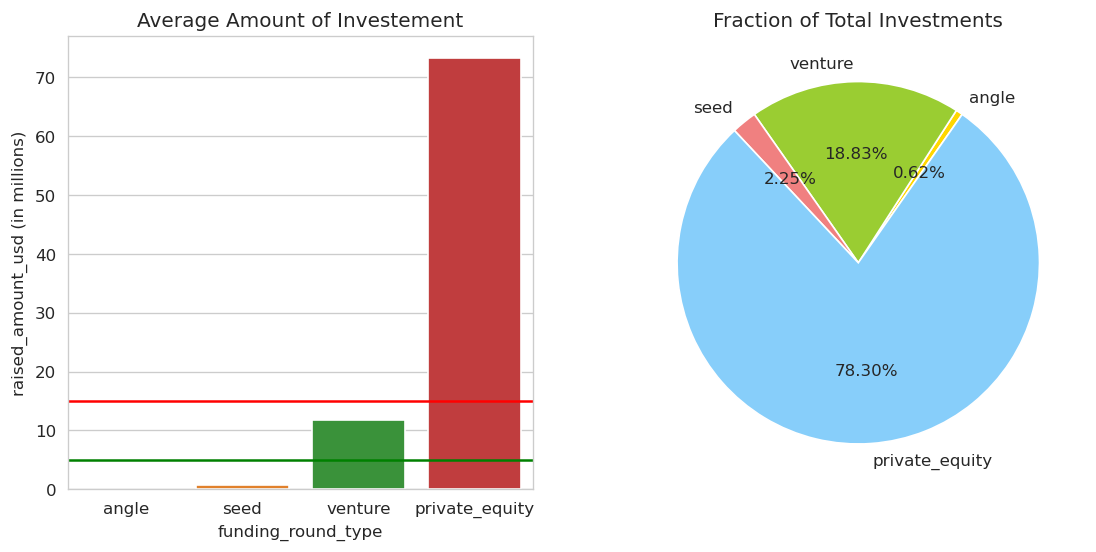 Average Amount of Investement
raised_amount_usd (in millions)
70
60
50
40
30
20
10
0
angle
seed
venture
private_equity
funding_round_type
Fraction of Total Investments
venture
angle
seed
18.83%
0.62%
2.25%
78.30%
private_equity